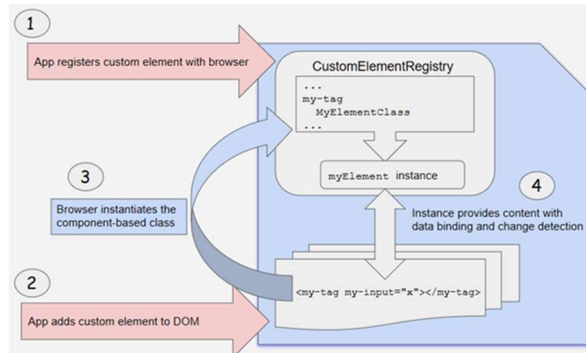 1
App registers custom element with browser
CustomElementRegistry
...
my-tag
MyElementClass
...
myElement instance
3
Browser instantiates the
component-based class
4
Instance provides content with
data binding and change detection
2
App adds custom element to DOM
<my-tag my-input="x"></my-tag>